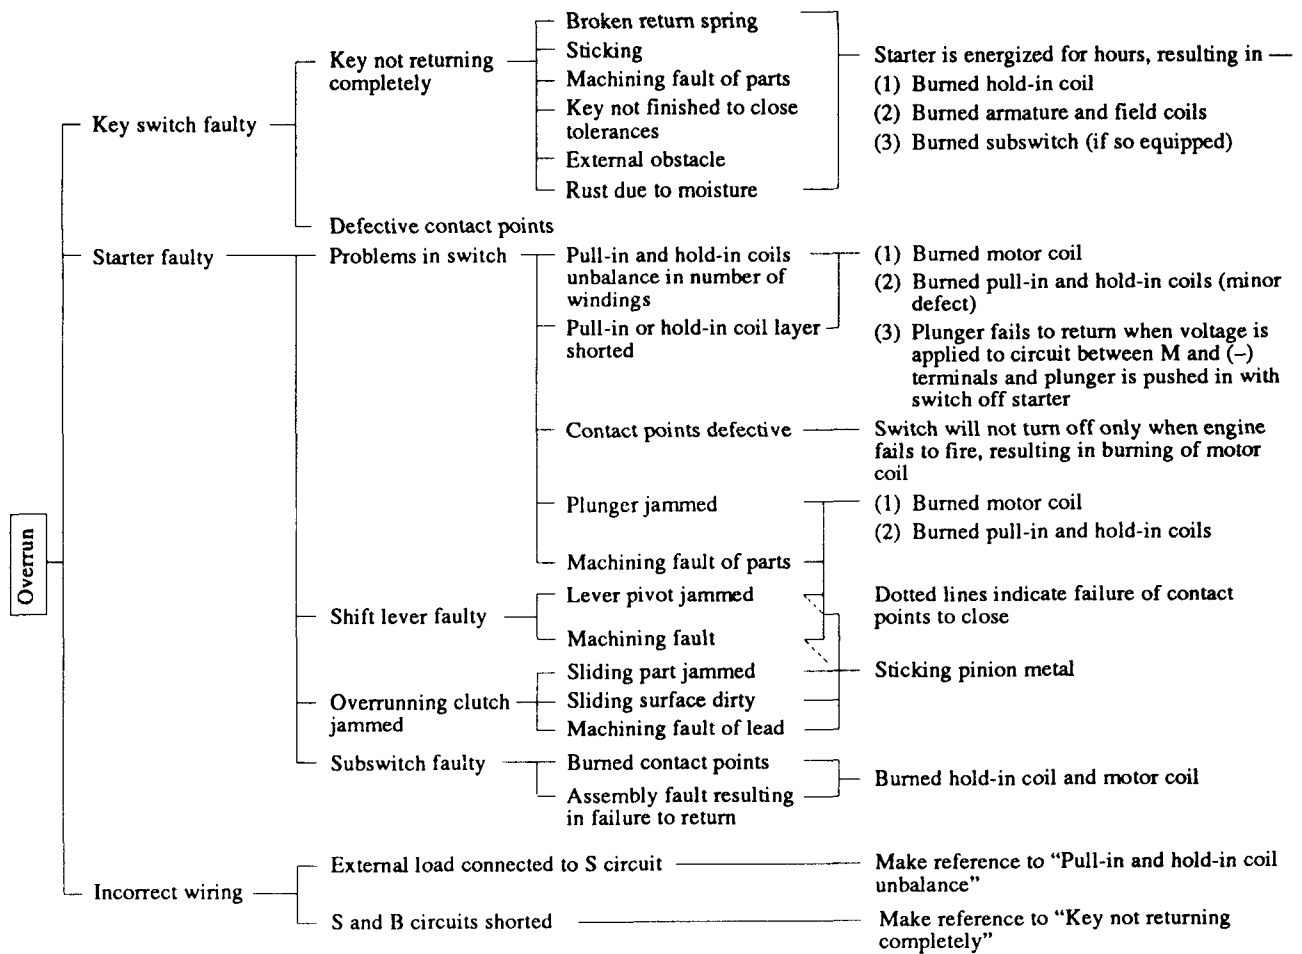 Overrun
Key switch faulty
Key not returning
completely
Broken return spring
Sticking
Machining fault of parts
Key not finished to close
tolerances
External obstacle
Rust due to moisture
Starter is energized for hours, resulting in —
(1) Burned hold-in coil
(2) Burned armature and field coils
(3) Burned subswitch (if so equipped)
Defective contact points
Starter faulty
Problems in switch
Pull-in and hold-in coils
unbalance in number of
windings
Pull-in or hold-in coil layer
shorted
(1) Burned motor coil
(2) Burned pull-in and hold-in coils (minor
defect)
(3) Plunger fails to return when voltage is
applied to circuit between M and (–)
terminals and plunger is pushed in with
switch off starter
Contact points defective
Switch will not turn off only when engine
fails to fire, resulting in burning of motor
coil
Plunger jammed
Machining fault of parts
(1) Burned motor coil
(2) Burned pull-in and hold-in coils
Shift lever faulty
Lever pivot jammed
Machining fault
Dotted lines indicate failure of contact
points to close
Overrunning clutch
jammed
Sliding part jammed
Sliding surface dirty
Machining fault of lead
Sticking pinion metal
Subswitch faulty
Burned contact points
Assembly fault resulting
in failure to return
Burned hold-in coil and motor coil
Incorrect wiring
External load connected to S circuit
Make reference to “Pull-in and hold-in coil
unbalance”
S and B circuits shorted
Make reference to “Key not returning
completely”